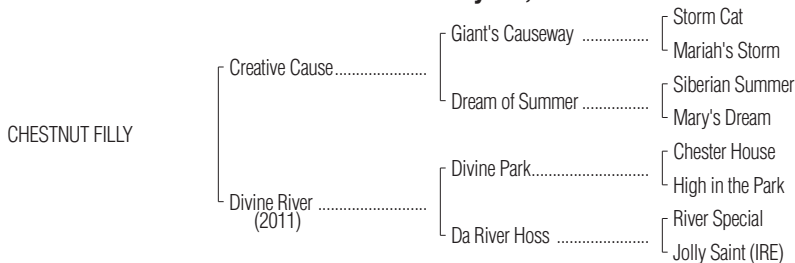 Storm Cat
Giant's Causeway ................
Mariah's Storm
Creative Cause......................
Siberian Summer
Dream of Summer ................
Mary's Dream
CHESTNUT FILLY
Chester House
Divine Park............................
High in the Park
Divine River ..........................
(2011)
River Special
Da River Hoss ......................
Jolly Saint (IRE)